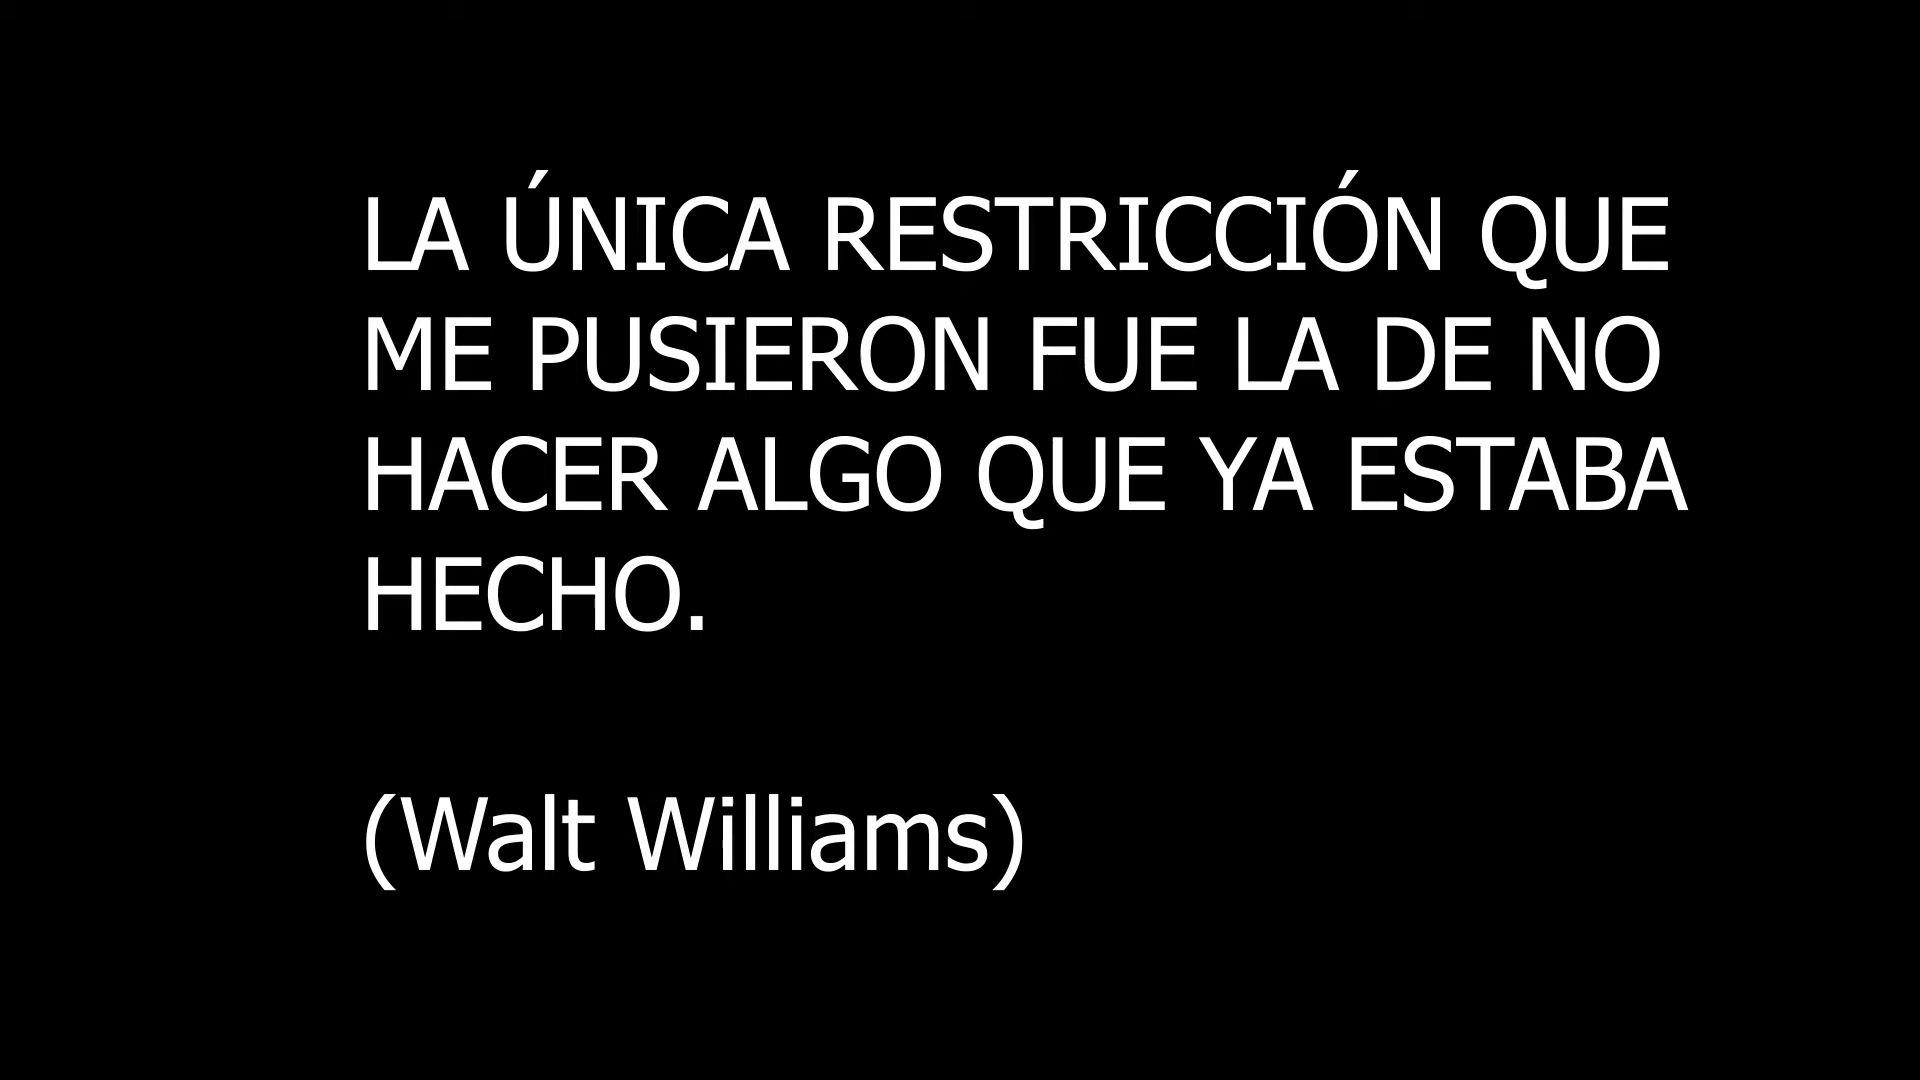 LA ÚNICA RESTRICCIÓN QUE
ME PUSIERON FUE LA DE NO
HACER ALGO QUE YA ESTABA
HECHO.
(Walt Williams)